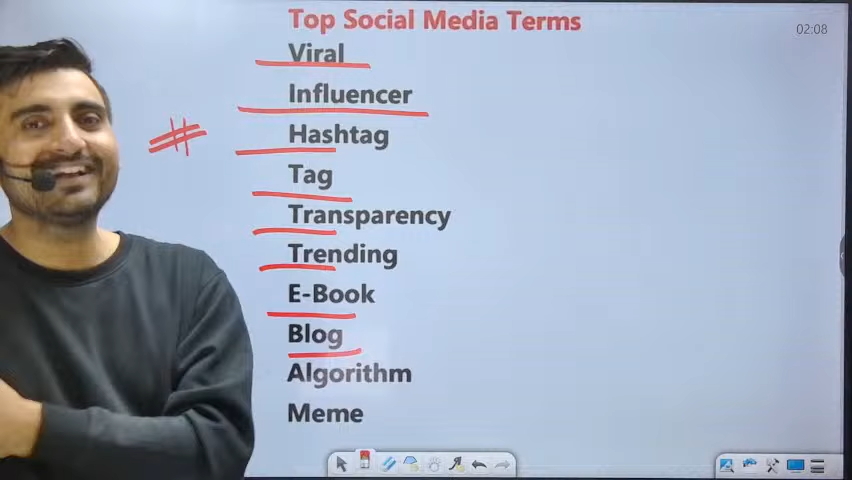 Top Social Media Terms
02:08
Viral
Influencer
#
Hashtag
Tag
Transparency
Trending
E-Book
Blog
Algorithm
Meme